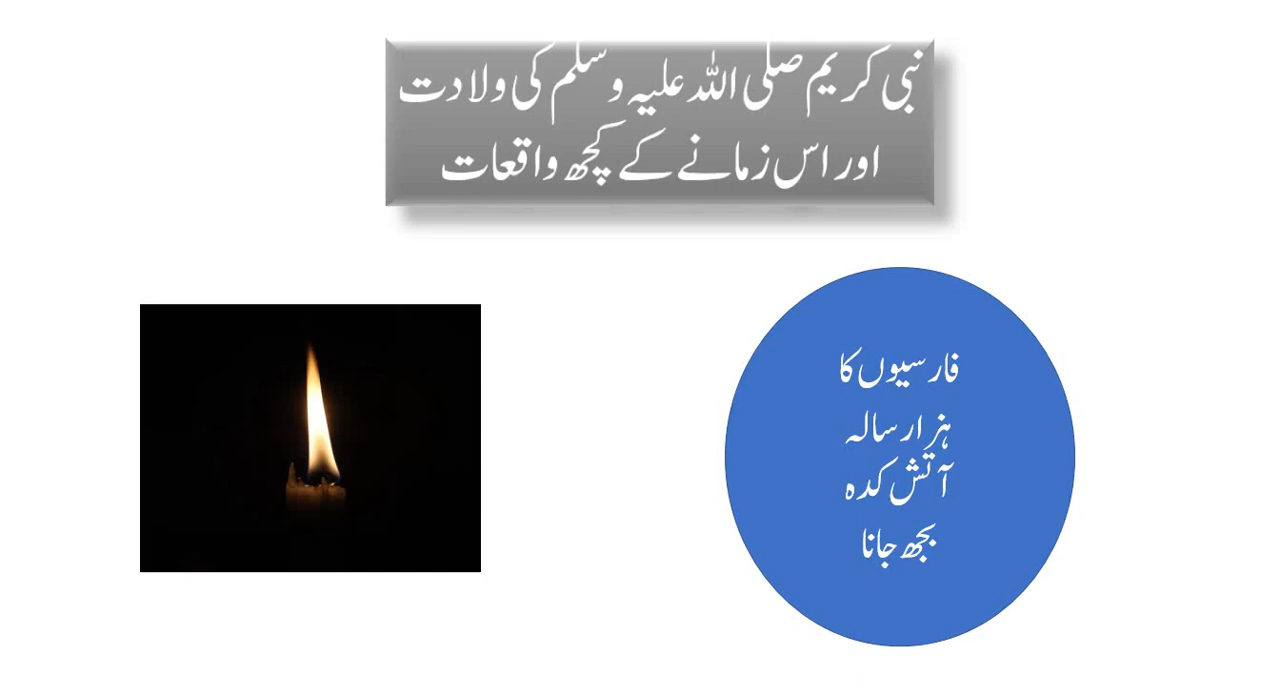 نبی کریم صلی اللہ علیہ وسلم کی ولادت
اور اس زمانے کے کچھ واقعات
فارسیوں کا
ہزار سالہ
آتش کدہ
بجھ جانا